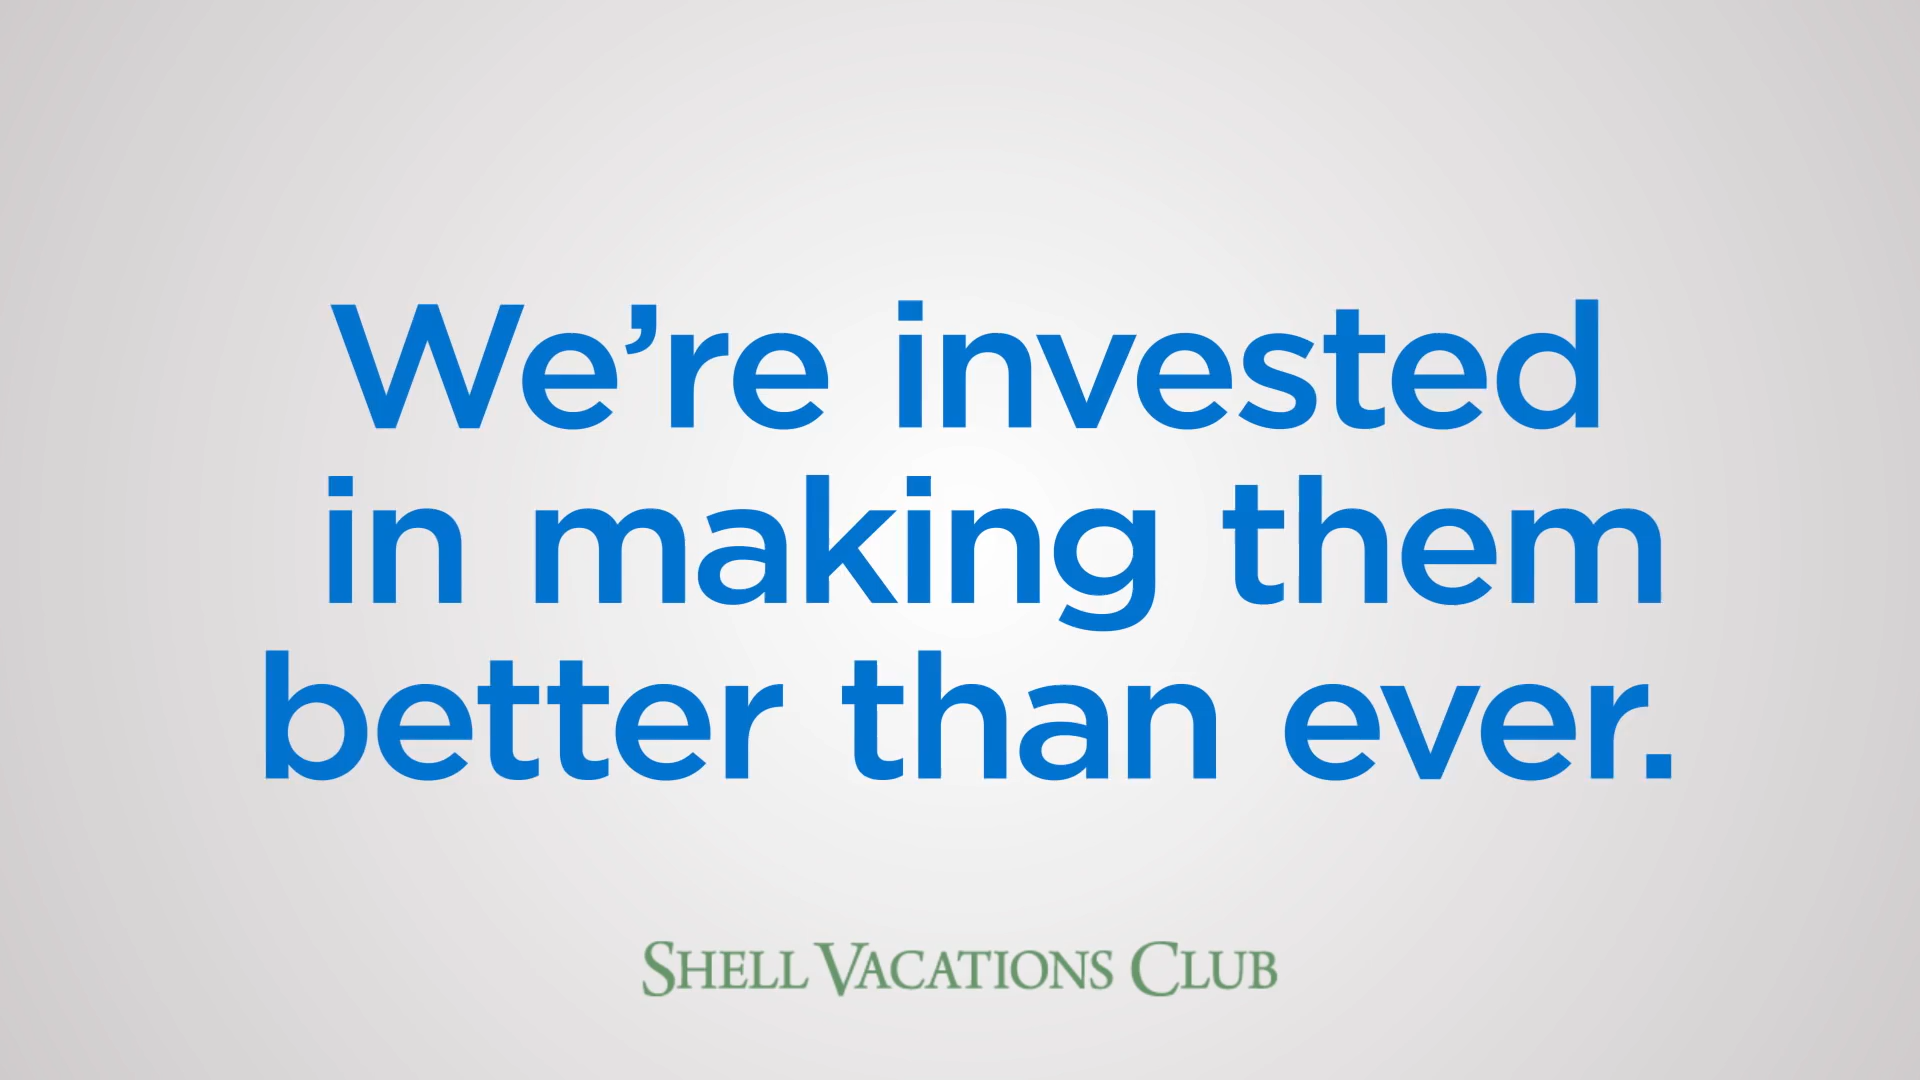 We’re invested
in making them
better than ever.
SHELL VACATIONS CLUB